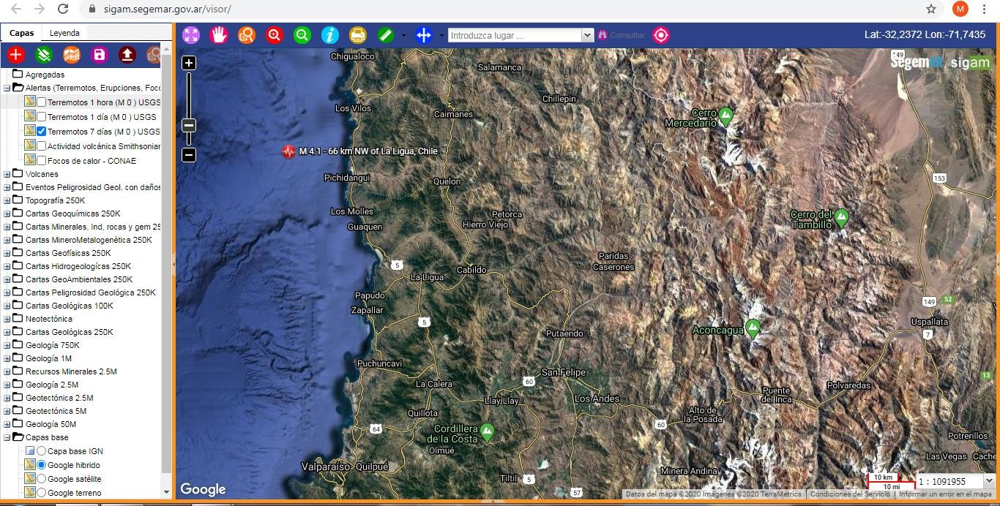 sigam.segemar.gov.ar/visor/
M
Capas
Leyenda
Introduzca lugar ...
Consultar
Lat:-32,2372 Lon:-71,7435
Agregadas
Alertas (Terremotos, Erupciones, Foco
Terremotos 1 hora (M 0 ) USGS
Terremotos 1 día (M 0 ) USGS
Terremotos 7 días (M 0 ) USGS
Actividad volcánica Smithsonian
Focos de calor - CONAE
Volcanes
Eventos Peligrosidad Geol. con daños
Topografía 250K
Cartas Geoquímicas 250K
Cartas Minerales, Ind, rocas y gem 25
Cartas MineroMetalogenética 250K
Cartas Geofísicas 250K
Cartas Hidrogeologícas 250K
Cartas GeoAmbientales 250K
Cartas Peligrosidad Geológica 250K
Cartas Geológicas 100K
Neotectónica
Cartas Geológicas 250K
Geología 750K
Geología 1M
Recursos Minerales 2.5M
Geología 2.5M
Geotectónica 2.5M
Geotectónica 5M
Geología 50M
Capas base
Capa base IGN
Google híbrido
Google satélite
Google terreno
Chigualoco
Salamanca
149
SegemAR sigam
Chillepin
Los Vilos
Caimanes
Cerro
Mercedario
M 4.1 - 66 km NW of La Ligua, Chile
Pichidangui
Quelon
153
Los Molles
Petorca
Cerro del
Tambillo
Guaquen
Hierro Viejo
Paridas
Caserones
5
La Ligua
Cabildo
Papudo
Zapallar
149
52
5
Uspallata
Putaendo
Aconcagua
7
Puchuncavi
San Felipe
13
La Calera
60
Polvaredas
Llay Llay
Los Andes
Puente
del Inca
Quillota
Alto de
la Posada
64
60
Cordillera
de la Costa
Potrerillos
Olmué
Las Vegas
Cache
Valparaíso
Quilpué
Minera Andina
Tiltil
5
57
Google
10 km
10 mi
1 : 1091955
Datos del mapa ©2020 Imágenes ©2020 TerraMetrics
Condiciones del Servicio
Informar un error en el mapa